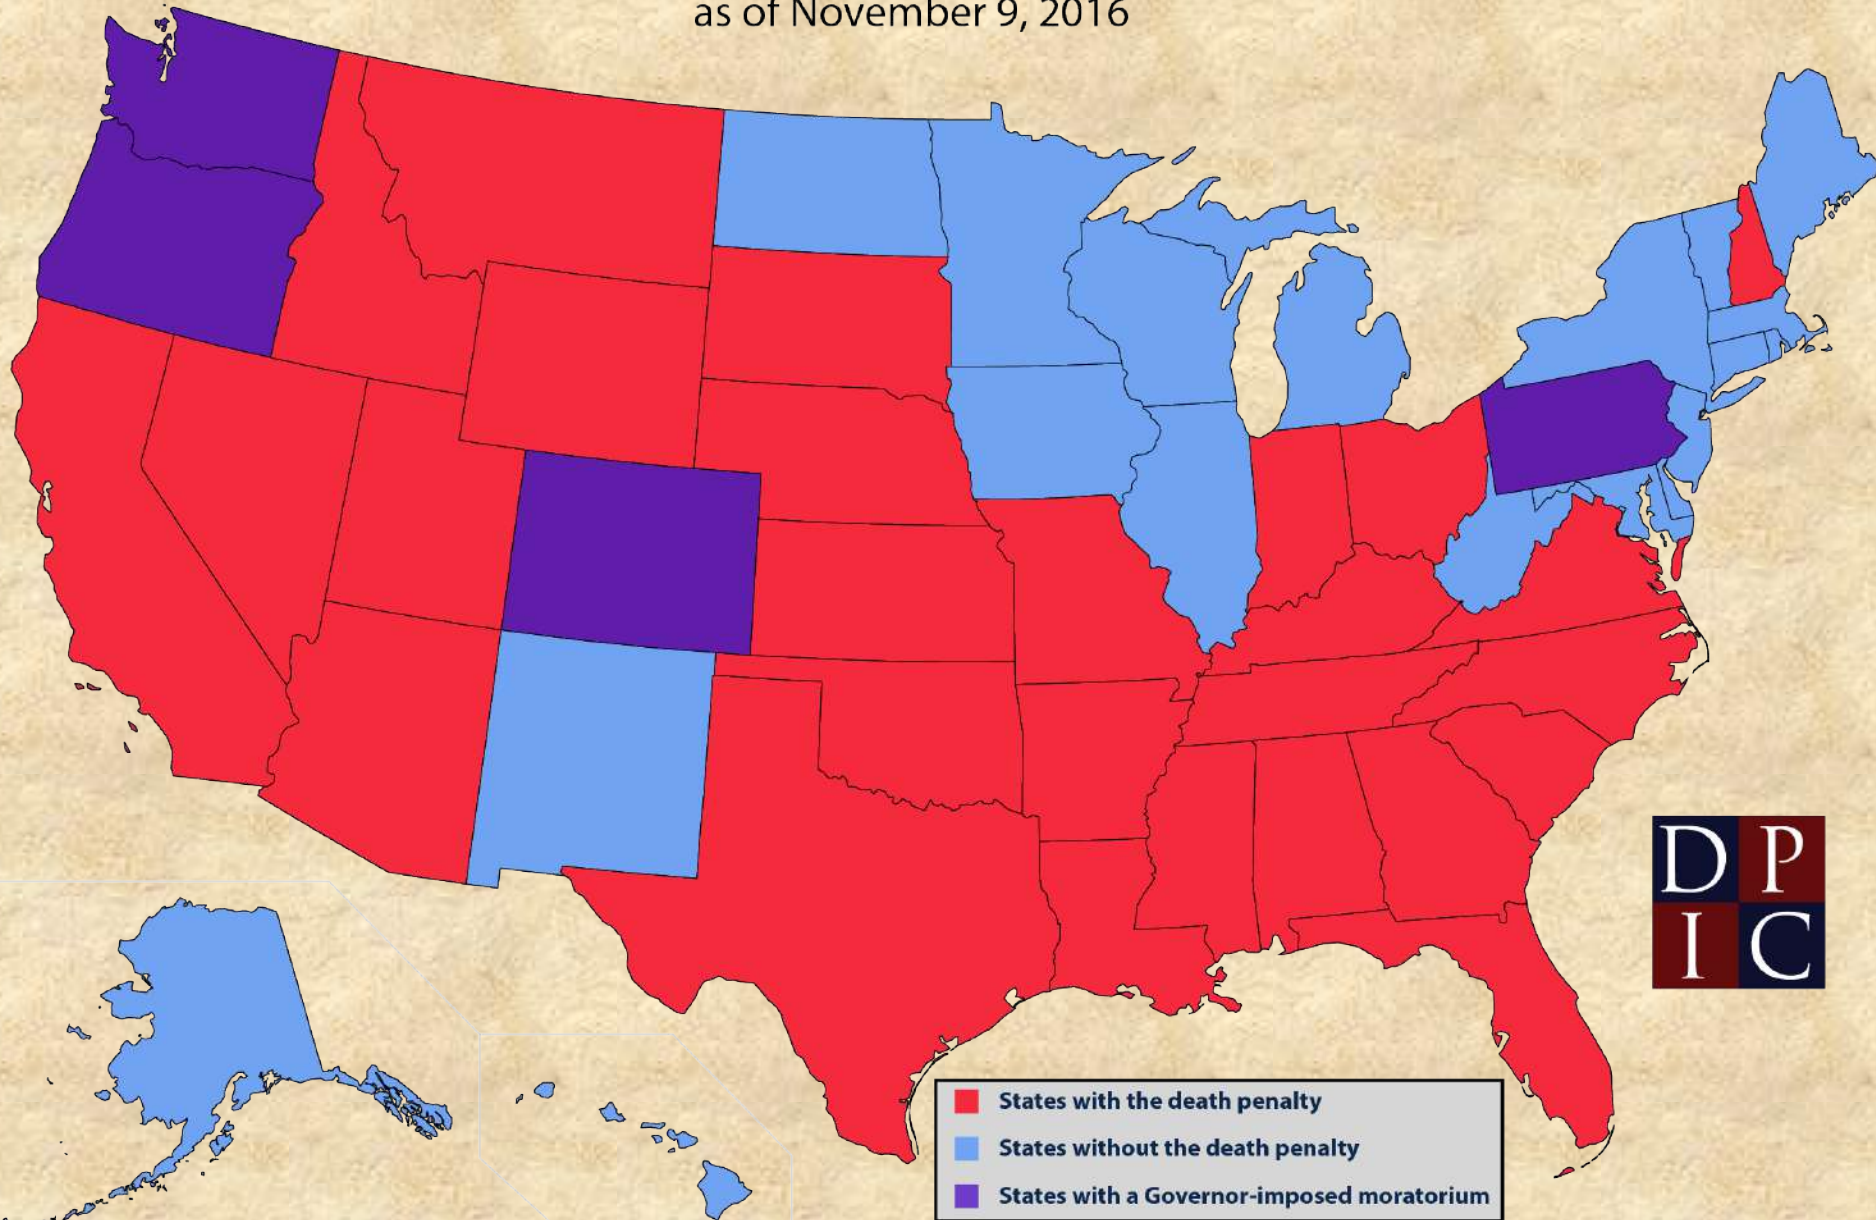 as of November 9, 2016
D P
I C
States with the death penalty
States without the death penalty
States with a Governor-imposed moratorium